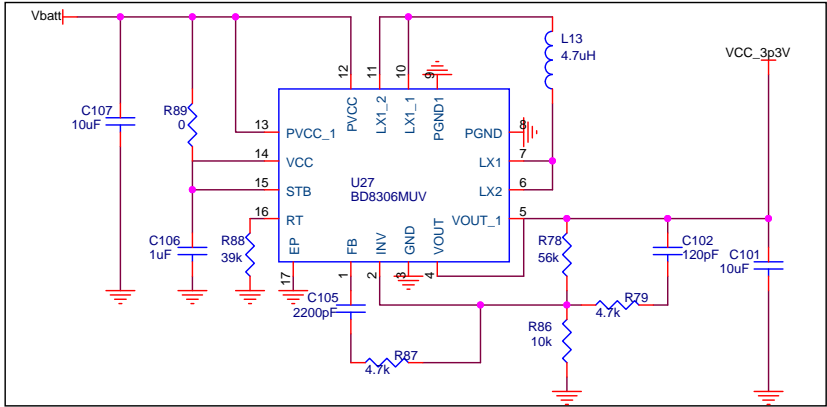 Vbatt
L13
4.7uH
VCC_3p3V
12
11
10
9
PVCC
LX1_2
LX1_1
PGND1
C107
10uF
R89
0
13
PVCC_1
PGND
8
14
VCC
LX1
7
15
STB
LX2
6
U27
BD8306MUV
16
RT
VOUT_1
5
EP
FB
INV
GND
VOUT
17
1
2
3
4
C106
1uF
R88
39k
R78
56k
C102
120pF
C101
10uF
C105
2200pF
R79
4.7k
R86
10k
R87
4.7k